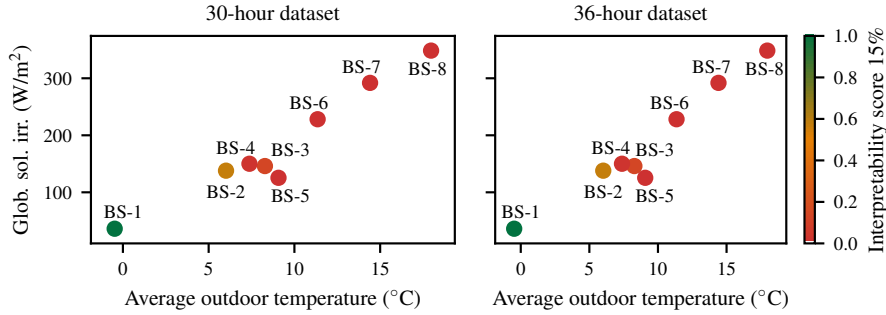 30-hour dataset
36-hour dataset
Glob. sol. irr. (W/m²)
300
200
100
BS-1
BS-2
BS-4
BS-3
BS-5
BS-6
BS-7
BS-8
0
5
10
15
Average outdoor temperature (°C)
BS-1
BS-2
BS-4
BS-3
BS-5
BS-6
BS-7
BS-8
0
5
10
15
Average outdoor temperature (°C)
1.0
0.8
0.6
0.4
0.2
0.0
Interpretability score 15%